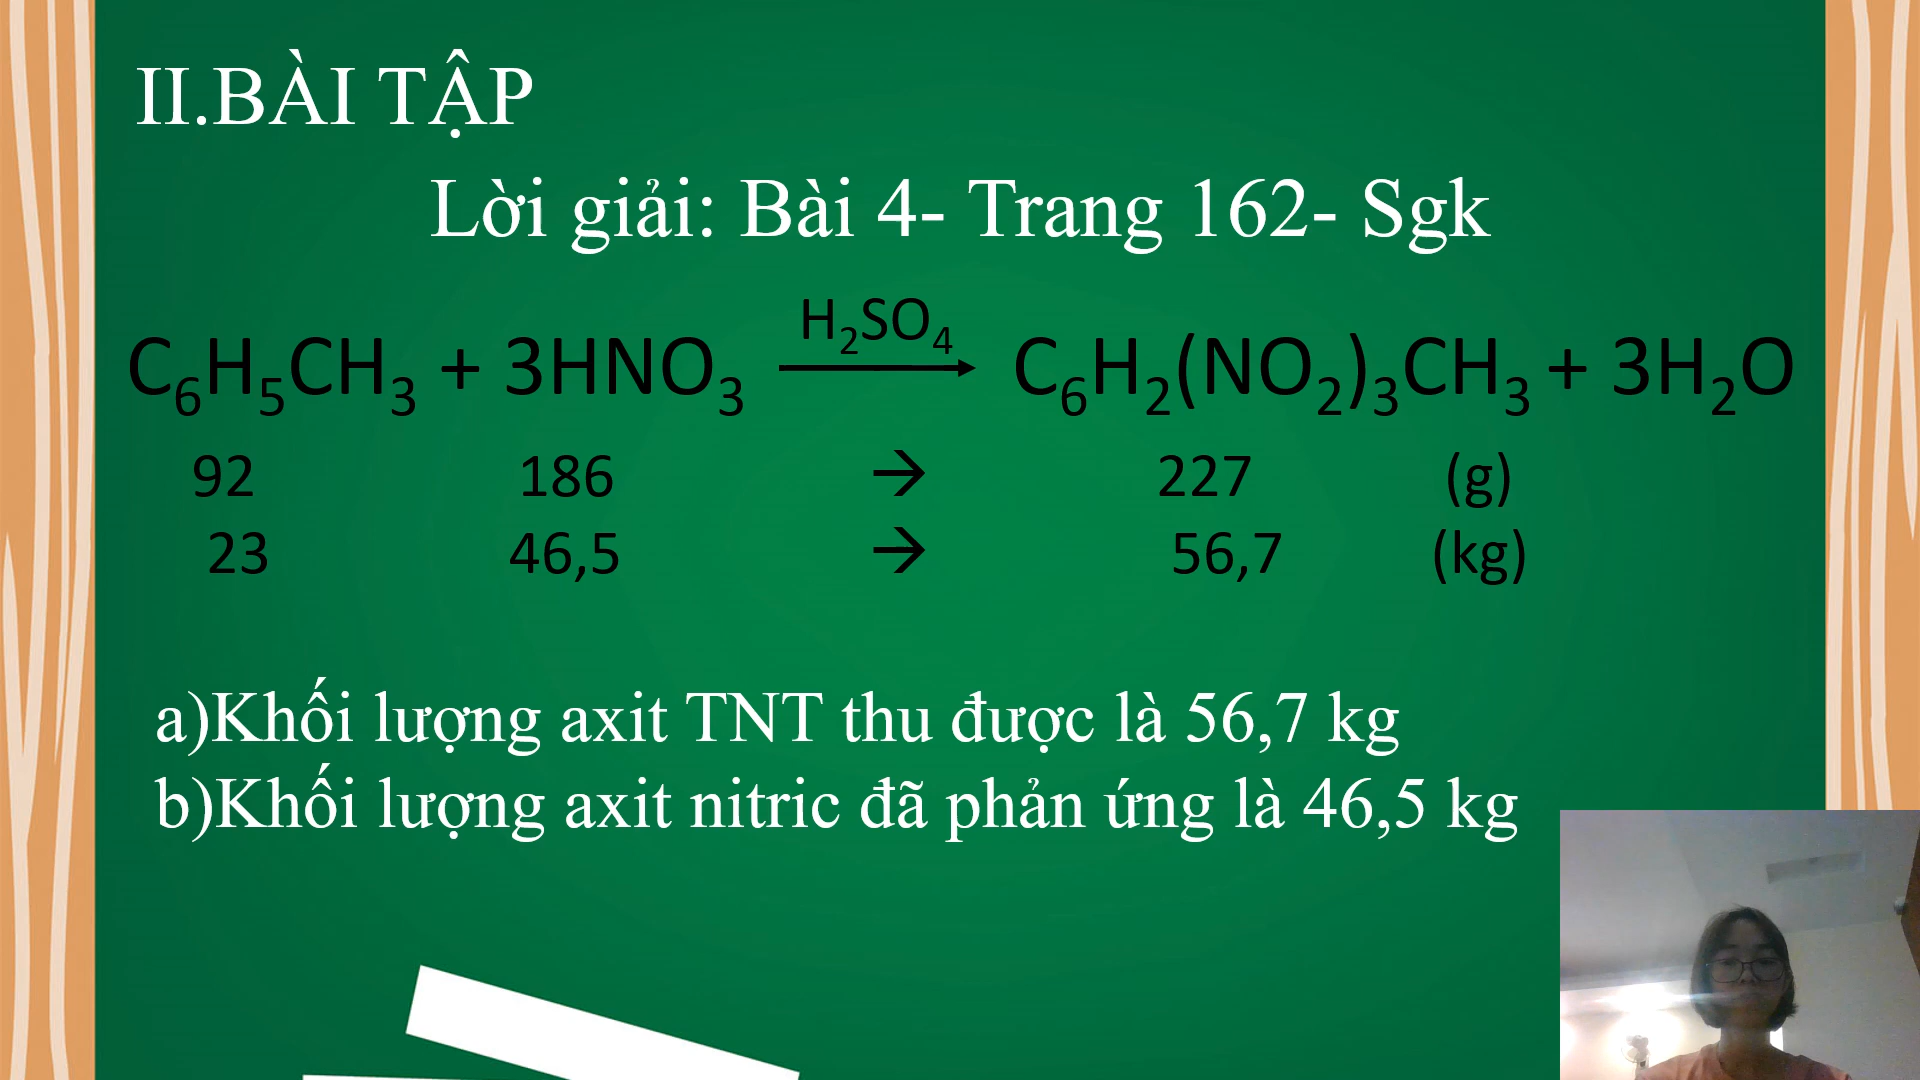 II.BÀI TẬP
Lời giải: Bài 4- Trang 162- Sgk
H₂SO₄
C₆H₅CH₃ + 3HNO₃ → C₆H₂(NO₂)₃CH₃ + 3H₂O
92 186 → 227 (g)
23 46,5 → 56,7 (kg)
a)Khối lượng axit TNT thu được là 56,7 kg
b)Khối lượng axit nitric đã phản ứng là 46,5 kg